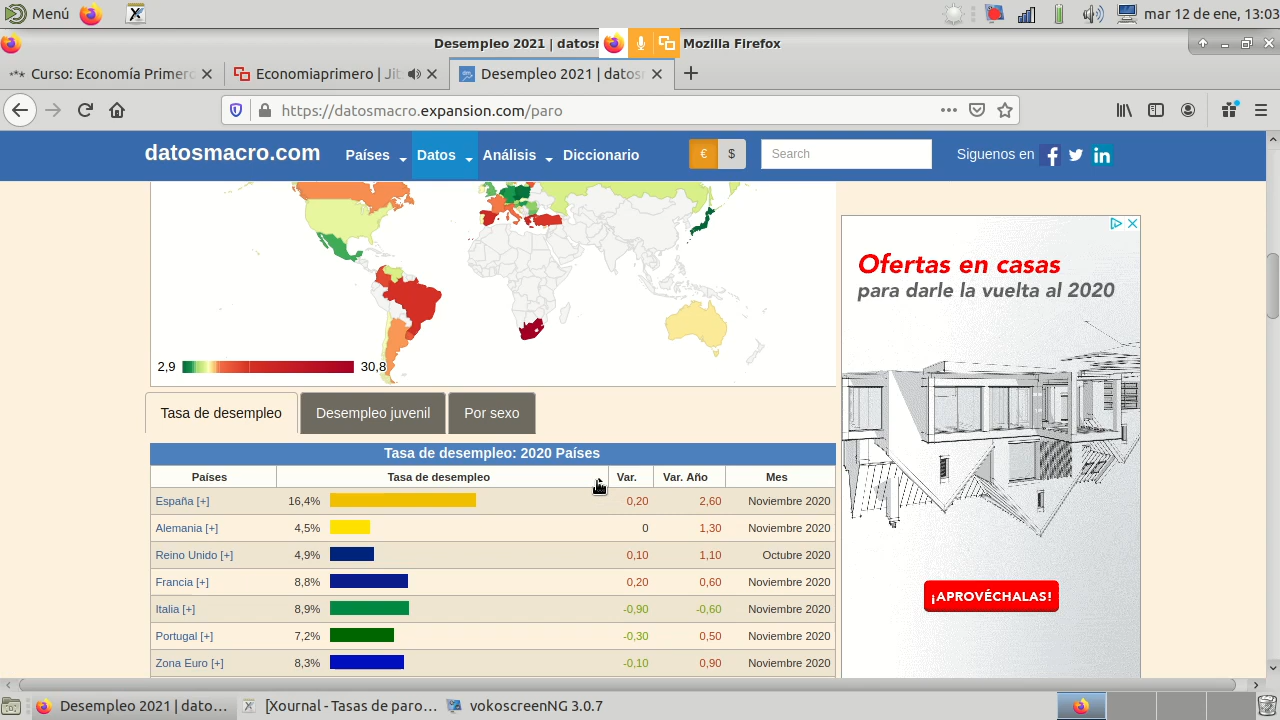 Menú
mar 12 de ene, 13:03
Desempleo 2021 | datosr
Mozilla Firefox
Curso: Economía Primero
Economiaprimero | Jit
Desempleo 2021 | datos
https://datosmacro.expansion.com/paro
datosmacro.com
Países
Datos
Análisis
Diccionario
€
$
Search
Siguenos en
2,9
30,8
Tasa de desempleo
Desempleo juvenil
Por sexo
Tasa de desempleo: 2020 Países
Países Tasa de desempleo Var. Var. Año Mes
España [+] 16,4% 0,20 2,60 Noviembre 2020
Alemania [+] 4,5% 0 1,30 Noviembre 2020
Reino Unido [+] 4,9% 0,10 1,10 Octubre 2020
Francia [+] 8,8% 0,20 0,60 Noviembre 2020
Italia [+] 8,9% -0,90 -0,60 Noviembre 2020
Portugal [+] 7,2% -0,30 0,50 Noviembre 2020
Zona Euro [+] 8,3% -0,10 0,90 Noviembre 2020
Ofertas en casas
para darle la vuelta al 2020
¡APROVÉCHALAS!
Desempleo 2021 | dato...
[Xournal - Tasas de paro...
vokoscreenNG 3.0.7